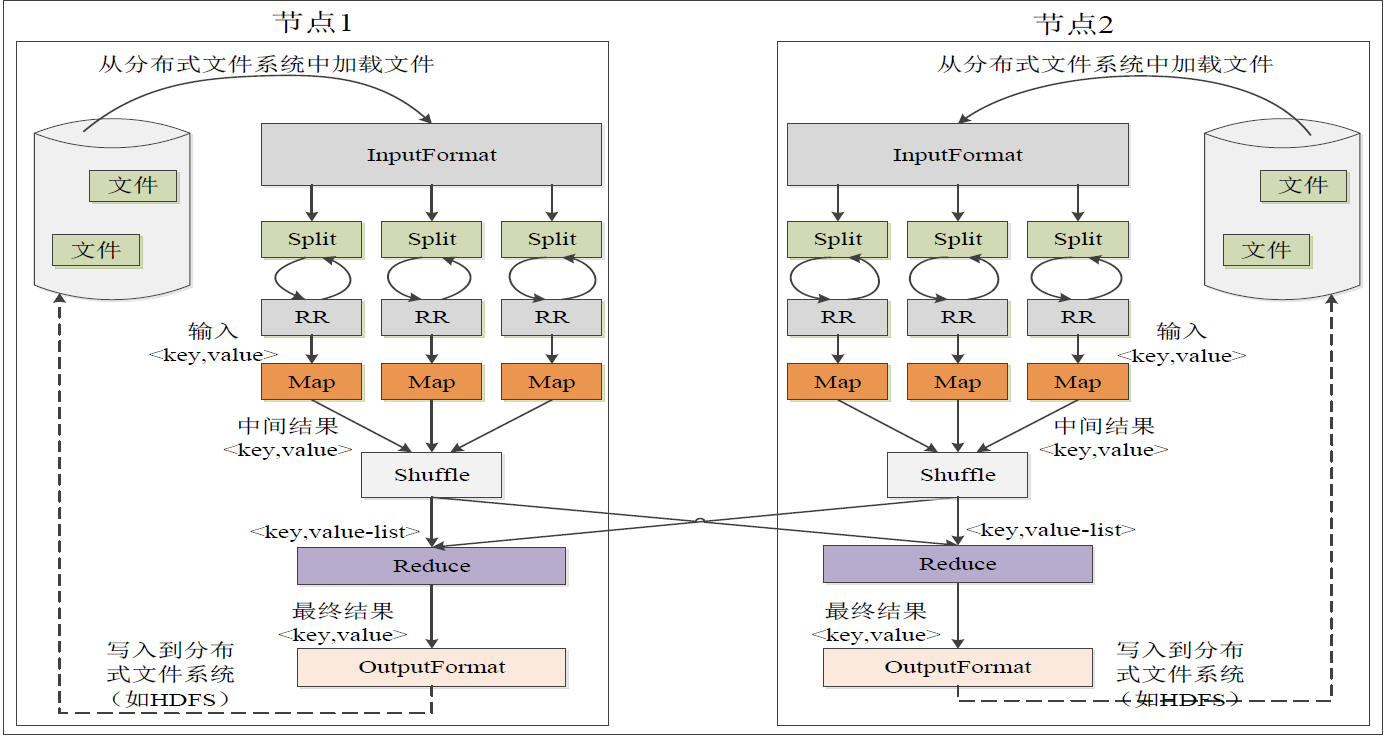 节点1
从分布式文件系统中加载文件
InputFormat
文件
文件
Split Split Split
RR RR RR
输入
<key,value>
Map Map Map
中间结果
<key,value>
Shuffle
<key,value-list>
Reduce
最终结果
<key,value>
OutputFormat
写入到分布
式文件系统
（如HDFS）
节点2
从分布式文件系统中加载文件
InputFormat
文件
文件
Split Split Split
RR RR RR
输入
<key,value>
Map Map Map
中间结果
<key,value>
Shuffle
<key,value-list>
Reduce
最终结果
<key,value>
OutputFormat
写入到分布
式文件系统
（如HDFS）